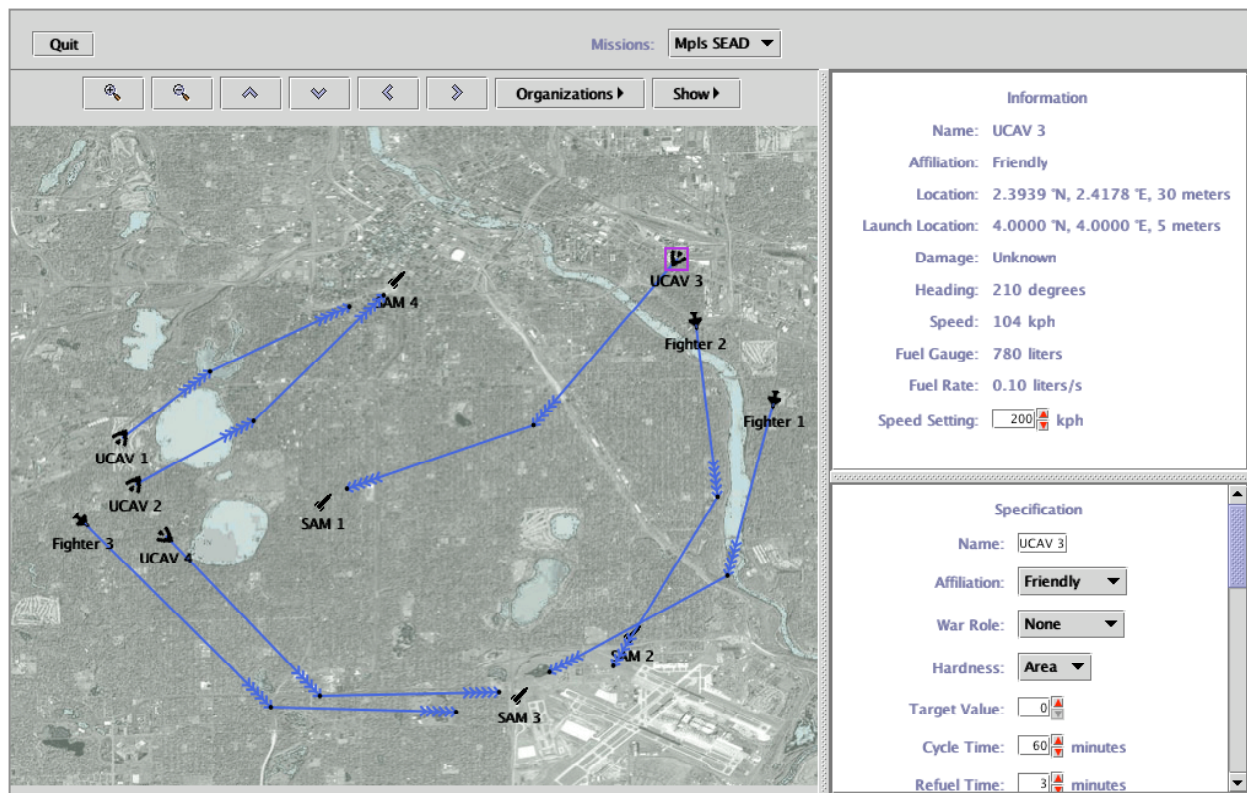 Quit
Missions: Mpls SEAD
Organizations
Show
UCAV 3
SAM 4
Fighter 2
Fighter 1
UCAV 1
UCAV 2
SAM 1
Fighter 3
UCAV 4
SAM 2
SAM 3
Information
Name: UCAV 3
Affiliation: Friendly
Location: 2.3939 °N, 2.4178 °E, 30 meters
Launch Location: 4.0000 °N, 4.0000 °E, 5 meters
Damage: Unknown
Heading: 210 degrees
Speed: 104 kph
Fuel Gauge: 780 liters
Fuel Rate: 0.10 liters/s
Speed Setting: 200 kph
Specification
Name: UCAV 3
Affiliation: Friendly
War Role: None
Hardness: Area
Target Value: 0
Cycle Time: 60 minutes
Refuel Time: 3 minutes